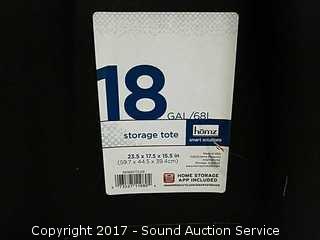 18
GAL/68L
storage tote
hōmz
smart solutions
23.5 x 17.5 x 15.5 in
(59.7 x 44.5 x 39.4cm)
HOME STORAGE
APP INCLUDED
Copyright 2017 - Sound Auction Service